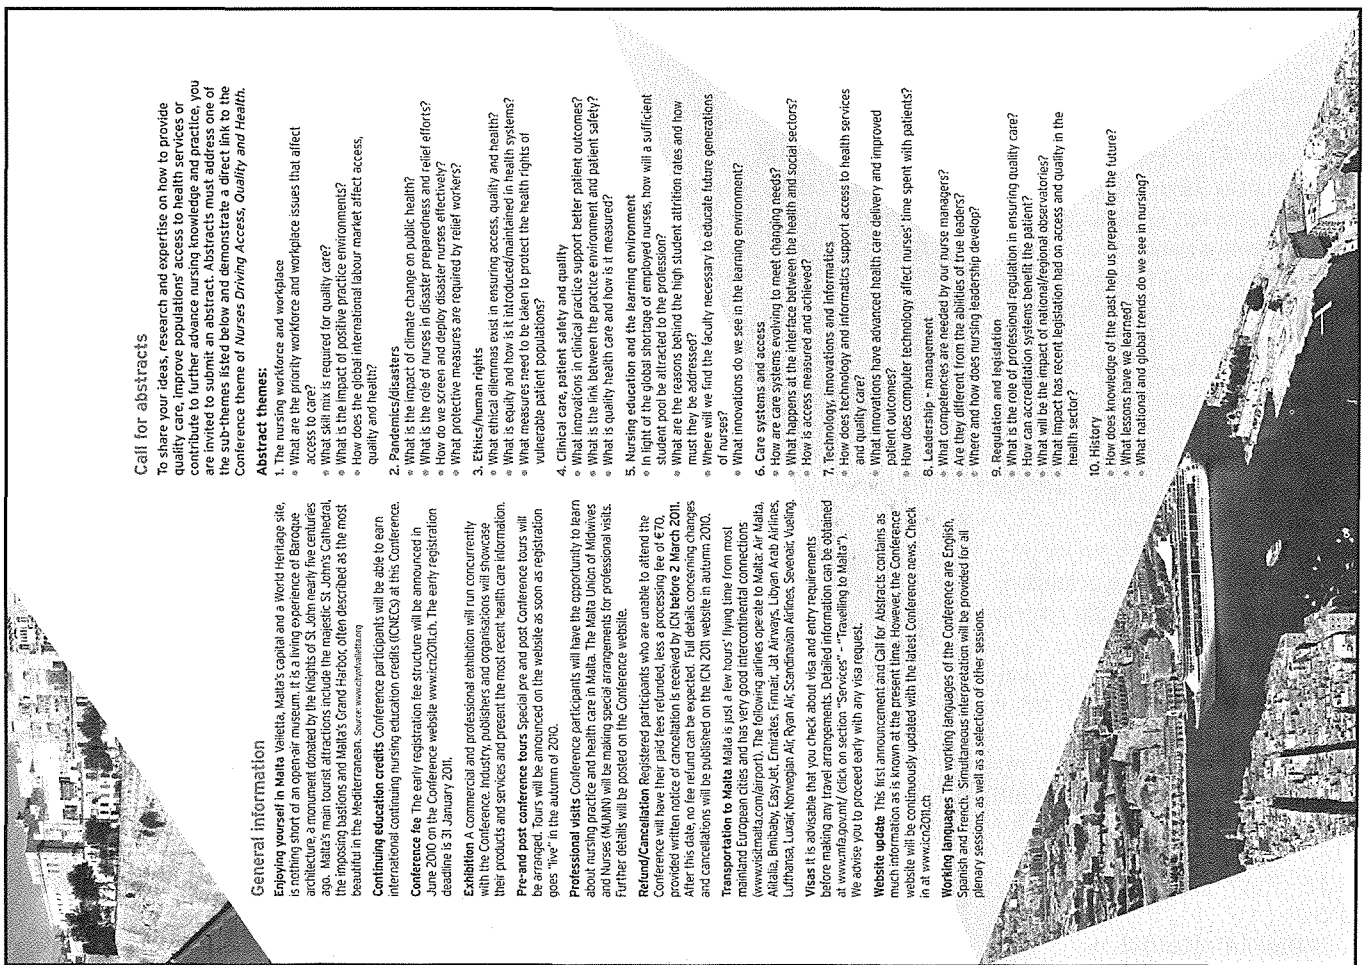 General information
Enjoying yourself in Malta Valletta, Malta's capital and a World Heritage site,
is nothing short of an open-air museum. It is a living experience of Baroque
architecture, a monument donated by the Knights of St John nearly five centuries
ago. Malta's main tourist attractions include the majestic St. John's Cathedral,
the imposing bastions and Malta's Grand Harbor, often described as the most
beautiful in the Mediterranean. Source: www.cityofvalletta.org
Continuing education credits Conference participants will be able to earn
international continuing nursing education credits (ICNECs) at this Conference.
Conference fee The early registration fee structure will be announced in
June 2010 on the Conference website www.icn2011.ch. The early registration
deadline is 31 January 2011.
Exhibition A commercial and professional exhibition will run concurrently
with the Conference. Industry, publishers and organisations will showcase
their products and services and present the most recent health care information.
Pre-and post conference tours Special pre and post Conference tours will
be arranged. Tours will be announced on the website as soon as registration
goes "live" in the autumn of 2010.
Professional visits Conference participants will have the opportunity to learn
about nursing practice and health care in Malta. The Malta Union of Midwives
and Nurses (MUMN) will be making special arrangements for professional visits.
Further details will be posted on the Conference website.
Refund/Cancellation Registered participants who are unable to attend the
Conference will have their paid fees refunded, less a processing fee of €70,
provided written notice of cancellation is received by ICN before 2 March 2011.
After this date, no fee refund can be expected. Full details concerning changes
and cancellations will be published on the ICN 2011 website in autumn 2010.
Transportation to Malta Malta is just a few hours' flying time from most
mainland European cities and has very good intercontinental connections
(www.visitmalta.com/airport). The following airlines operate to Malta: Air Malta,
Alitalia, Bmibaby, Easy-Jet, Emirates, Finnair, Jat Airways, Libyan Arab Airlines,
Lufthansa, Luxair, Norwegian Air, Ryan Air, Scandinavian Airlines, Sevenair, Vueling.
Visas It is advisable that you check about visa and entry requirements
before making any travel arrangements. Detailed information can be obtained
at www.mfa.gov.mt/ (click on section "Services" – "Travelling to Malta").
We advise you to proceed early with any visa request.
Website update This first announcement and Call for Abstracts contains as
much information as is known at the present time. However, the Conference
website will be continuously updated with the latest Conference news. Check
in at www.icn2011.ch
Working languages The working languages of the Conference are English,
Spanish and French. Simultaneous interpretation will be provided for all
plenary sessions, as well as a selection of other sessions.
Call for abstracts
To share your ideas, research and expertise on how to provide
quality care, improve populations' access to health services or
contribute to further advance nursing knowledge and practice, you
are invited to submit an abstract. Abstracts must address one of
the sub-themes listed below and demonstrate a direct link to the
Conference theme of Nurses Driving Access, Quality and Health.
Abstract themes:
1. The nursing workforce and workplace
What are the priority workforce and workplace issues that affect
access to care?
What skill mix is required for quality care?
What is the impact of positive practice environments?
How does the global international labour market affect access,
quality and health?
2. Pandemics/disasters
What is the impact of climate change on public health?
What is the role of nurses in disaster preparedness and relief efforts?
How do we screen and deploy disaster nurses effectively?
What protective measures are required by relief workers?
3. Ethics/human rights
What ethical dilemmas exist in ensuring access, quality and health?
What is equity and how is it introduced/maintained in health systems?
What measures need to be taken to protect the health rights of
vulnerable patient populations?
4. Clinical care, patient safety and quality
What innovations in clinical practice support better patient outcomes?
What is the link between the practice environment and patient safety?
What is quality health care and how is it measured?
5. Nursing education and the learning environment
In light of the global shortage of employed nurses, how will a sufficient
student pool be attracted to the profession?
What are the reasons behind the high student attrition rates and how
must they be addressed?
Where will we find the faculty necessary to educate future generations
of nurses?
What innovations do we see in the learning environment?
6. Care systems and access
How are care systems evolving to meet changing needs?
What happens at the interface between the health and social sectors?
How is access measured and achieved?
7. Technology, innovations and informatics
How does technology and informatics support access to health services
and quality care?
What innovations have advanced health care delivery and improved
patient outcomes?
How does computer technology affect nurses' time spent with patients?
8. Leadership - management
What competencies are needed by our nurse managers?
Are they different from the abilities of true leaders?
Where and how does nursing leadership develop?
9. Regulation and legislation
What is the role of professional regulation in ensuring quality care?
How can accreditation systems benefit the patient?
What will be the impact of national/regional observatories?
What impact has recent legislation had on access and quality in the
health sector?
10. History
How does knowledge of the past help us prepare for the future?
What lessons have we learned?
What national and global trends do we see in nursing?